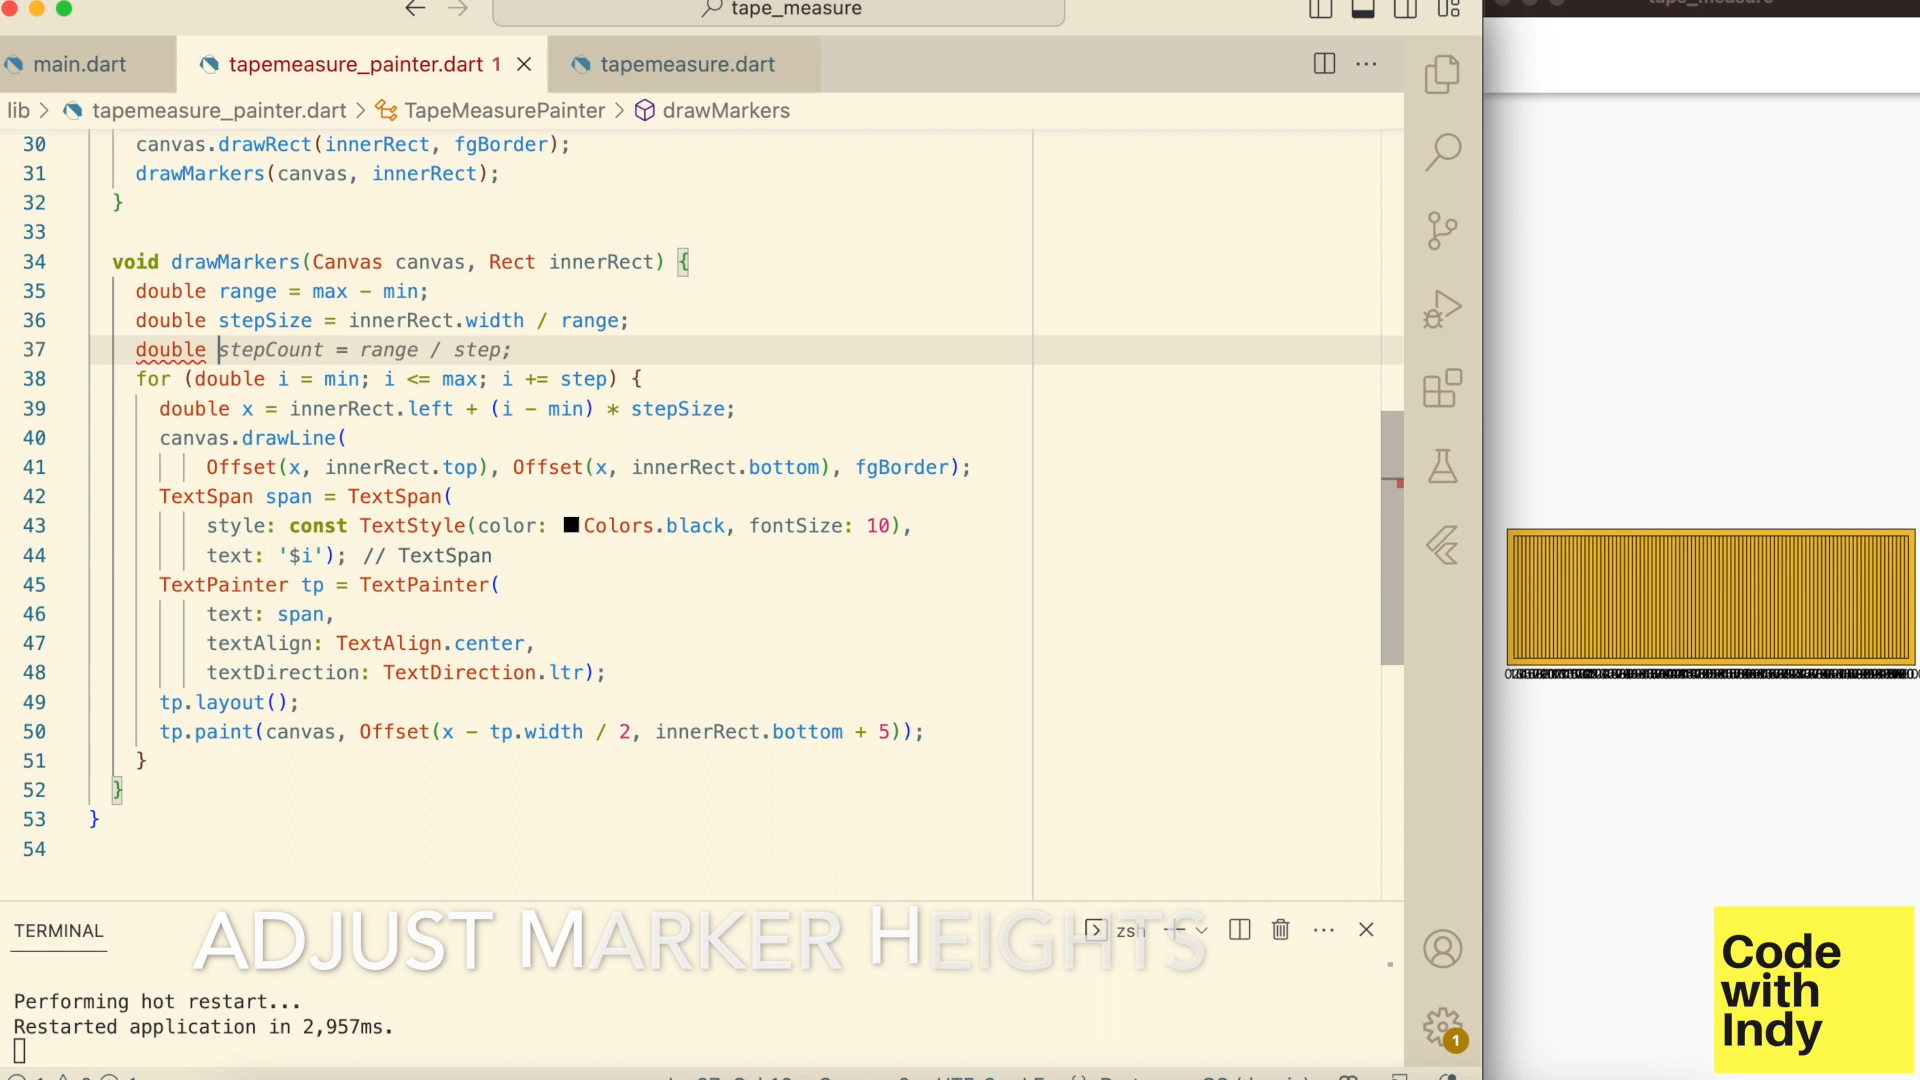 tape_measure
tape_measure
main.dart
tapemeasure_painter.dart 1
tapemeasure.dart
lib > tapemeasure_painter.dart > TapeMeasurePainter > drawMarkers
30 canvas.drawRect(innerRect, fgBorder);
31 drawMarkers(canvas, innerRect);
32 }
33
34 void drawMarkers(Canvas canvas, Rect innerRect) {
35 double range = max - min;
36 double stepSize = innerRect.width / range;
37 double stepCount = range / step;
38 for (double i = min; i <= max; i += step) {
39 double x = innerRect.left + (i - min) * stepSize;
40 canvas.drawLine(
41 Offset(x, innerRect.top), Offset(x, innerRect.bottom), fgBorder);
42 TextSpan span = TextSpan(
43 style: const TextStyle(color: Colors.black, fontSize: 10),
44 text: '$i'); // TextSpan
45 TextPainter tp = TextPainter(
46 text: span,
47 textAlign: TextAlign.center,
48 textDirection: TextDirection.ltr);
49 tp.layout();
50 tp.paint(canvas, Offset(x - tp.width / 2, innerRect.bottom + 5));
51 }
52 }
53 }
54
TERMINAL
zsh
ADJUST MARKER HEIGHTS
Performing hot restart...
Restarted application in 2,957ms.
1
Code
with
Indy